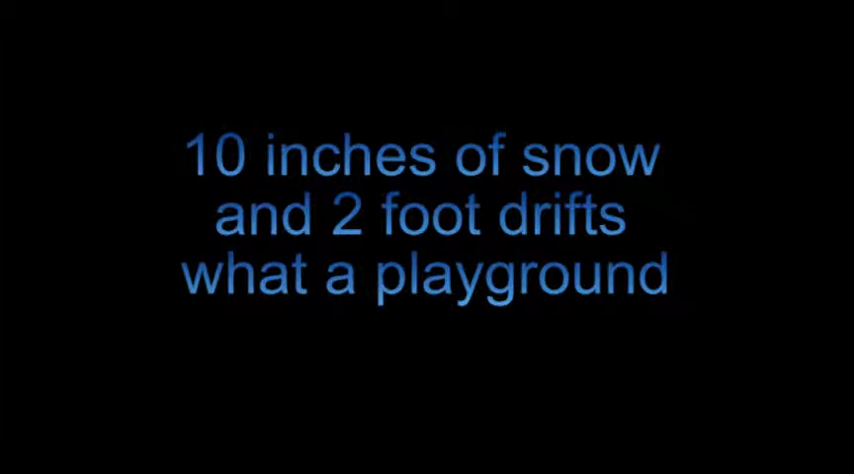 10 inches of snow
and 2 foot drifts
what a playground